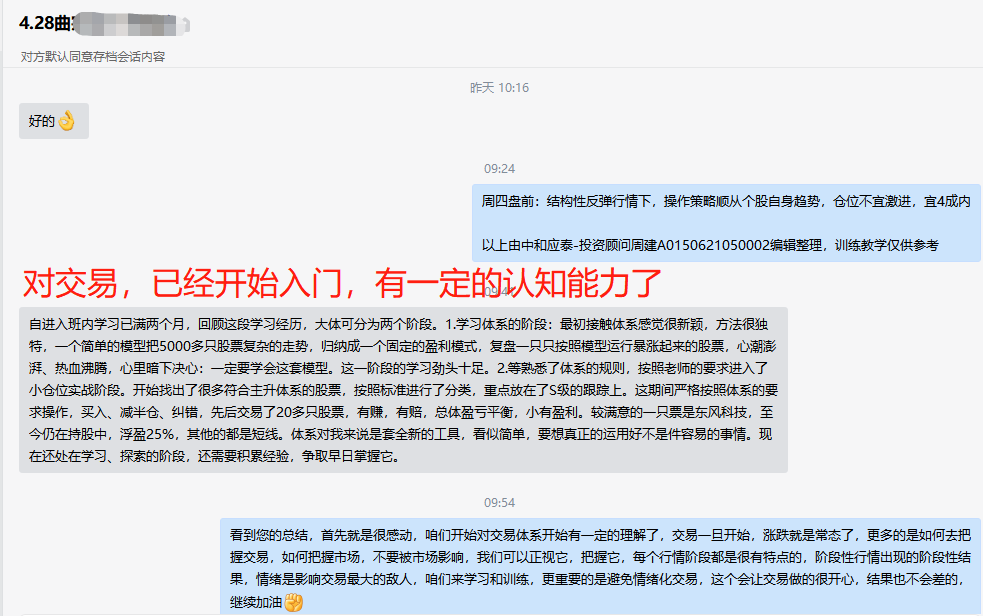 4.28曲
对方默认同意存档会话内容
昨天 10:16
好的👌
09:24
周四盘前：结构性反弹行情下，操作策略顺从个股自身趋势，仓位不宜激进，宜4成内
以上由中和应泰-投资顾问周建A0150621050002编辑整理，训练教学仅供参考
对交易，已经开始入门，有一定的认知能力了
自进入班内学习已满两个月，回顾这段学习经历，大体可分为两个阶段。1.学习体系的阶段：最初接触体系感觉很新颖，方法很独
特，一个简单的模型把5000多只股票复杂的走势，归纳成一个固定的盈利模式，复盘一只只按照模型运行暴涨起来的股票，心潮澎
湃、热血沸腾，心里暗下决心：一定要学会这套模型。这一阶段的学习劲头十足。2.等熟悉了体系的规则，按照老师的要求进入了
小仓位实战阶段。开始找出了很多符合主升体系的股票，按照标准进行了分类，重点放在了S级的跟踪上。这期间严格按照体系的要
求操作，买入、减半仓、纠错，先后交易了20多只股票，有赚，有赔，总体盈亏平衡，小有盈利。较满意的一只票是东风科技，至
今仍在持股中，浮盈25%，其他的都是短线。体系对我来说是套全新的工具，看似简单，要想真正的运用好不是件容易的事情。现
在还处在学习、探索的阶段，还需要积累经验，争取早日掌握它。
09:54
看到您的总结，首先就是很感动，咱们开始对交易体系开始有一定的理解了，交易一旦开始，涨跌就是常态了，更多的是如何去把
握交易，如何把握市场，不要被市场影响，我们可以正视它，把握它，每个行情阶段都是很有特点的，阶段性行情出现的阶段性结
果，情绪是影响交易最大的敌人，咱们来学习和训练，更重要的是避免情绪化交易，这个会让交易做的很开心，结果也不会差的，
继续加油✊